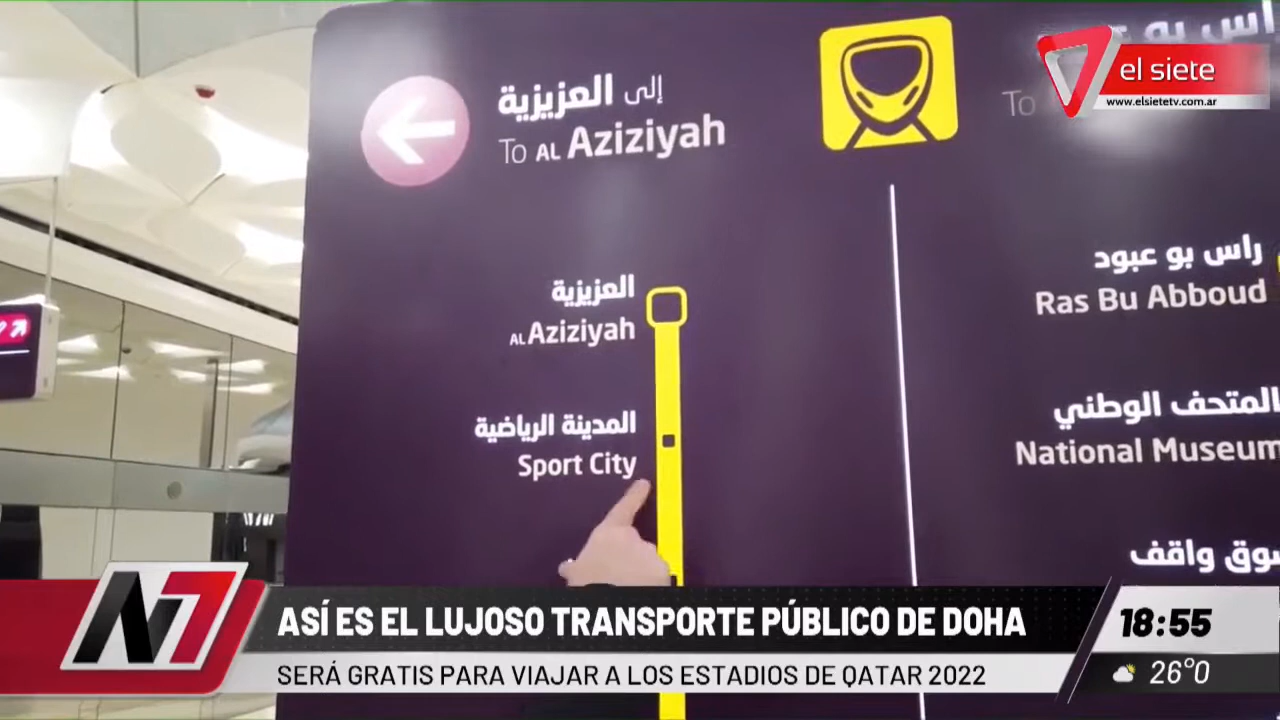 إلى العزيزية
To AL Aziziyah
العزيزية
AL Aziziyah
المدينة الرياضية
Sport City
To
راس بو عبود
Ras Bu Abboud
المتحف الوطني
National Museum
واقف
el siete
www.elsietetv.com.ar
N7
ASÍ ES EL LUJOSO TRANSPORTE PÚBLICO DE DOHA
SERÁ GRATIS PARA VIAJAR A LOS ESTADIOS DE QATAR 2022
18:55
26°0